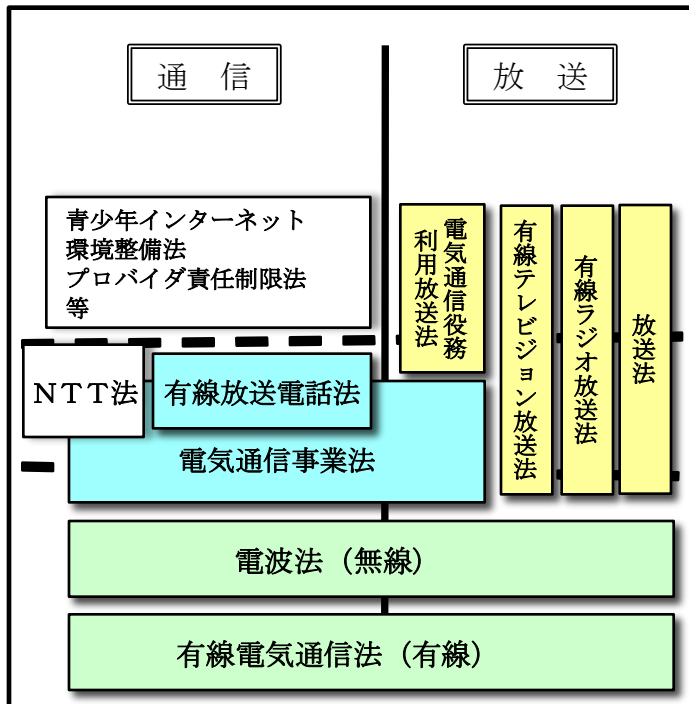 通　信
放　送
青少年インターネット
環境整備法
プロバイダ責任制限法
等
電気通信役務
利用放送法
有線テレビジョン放送法
有線ラジオ放送法
放送法
ＮＴＴ法
有線放送電話法
電気通信事業法
電波法（無線）
有線電気通信法（有線）